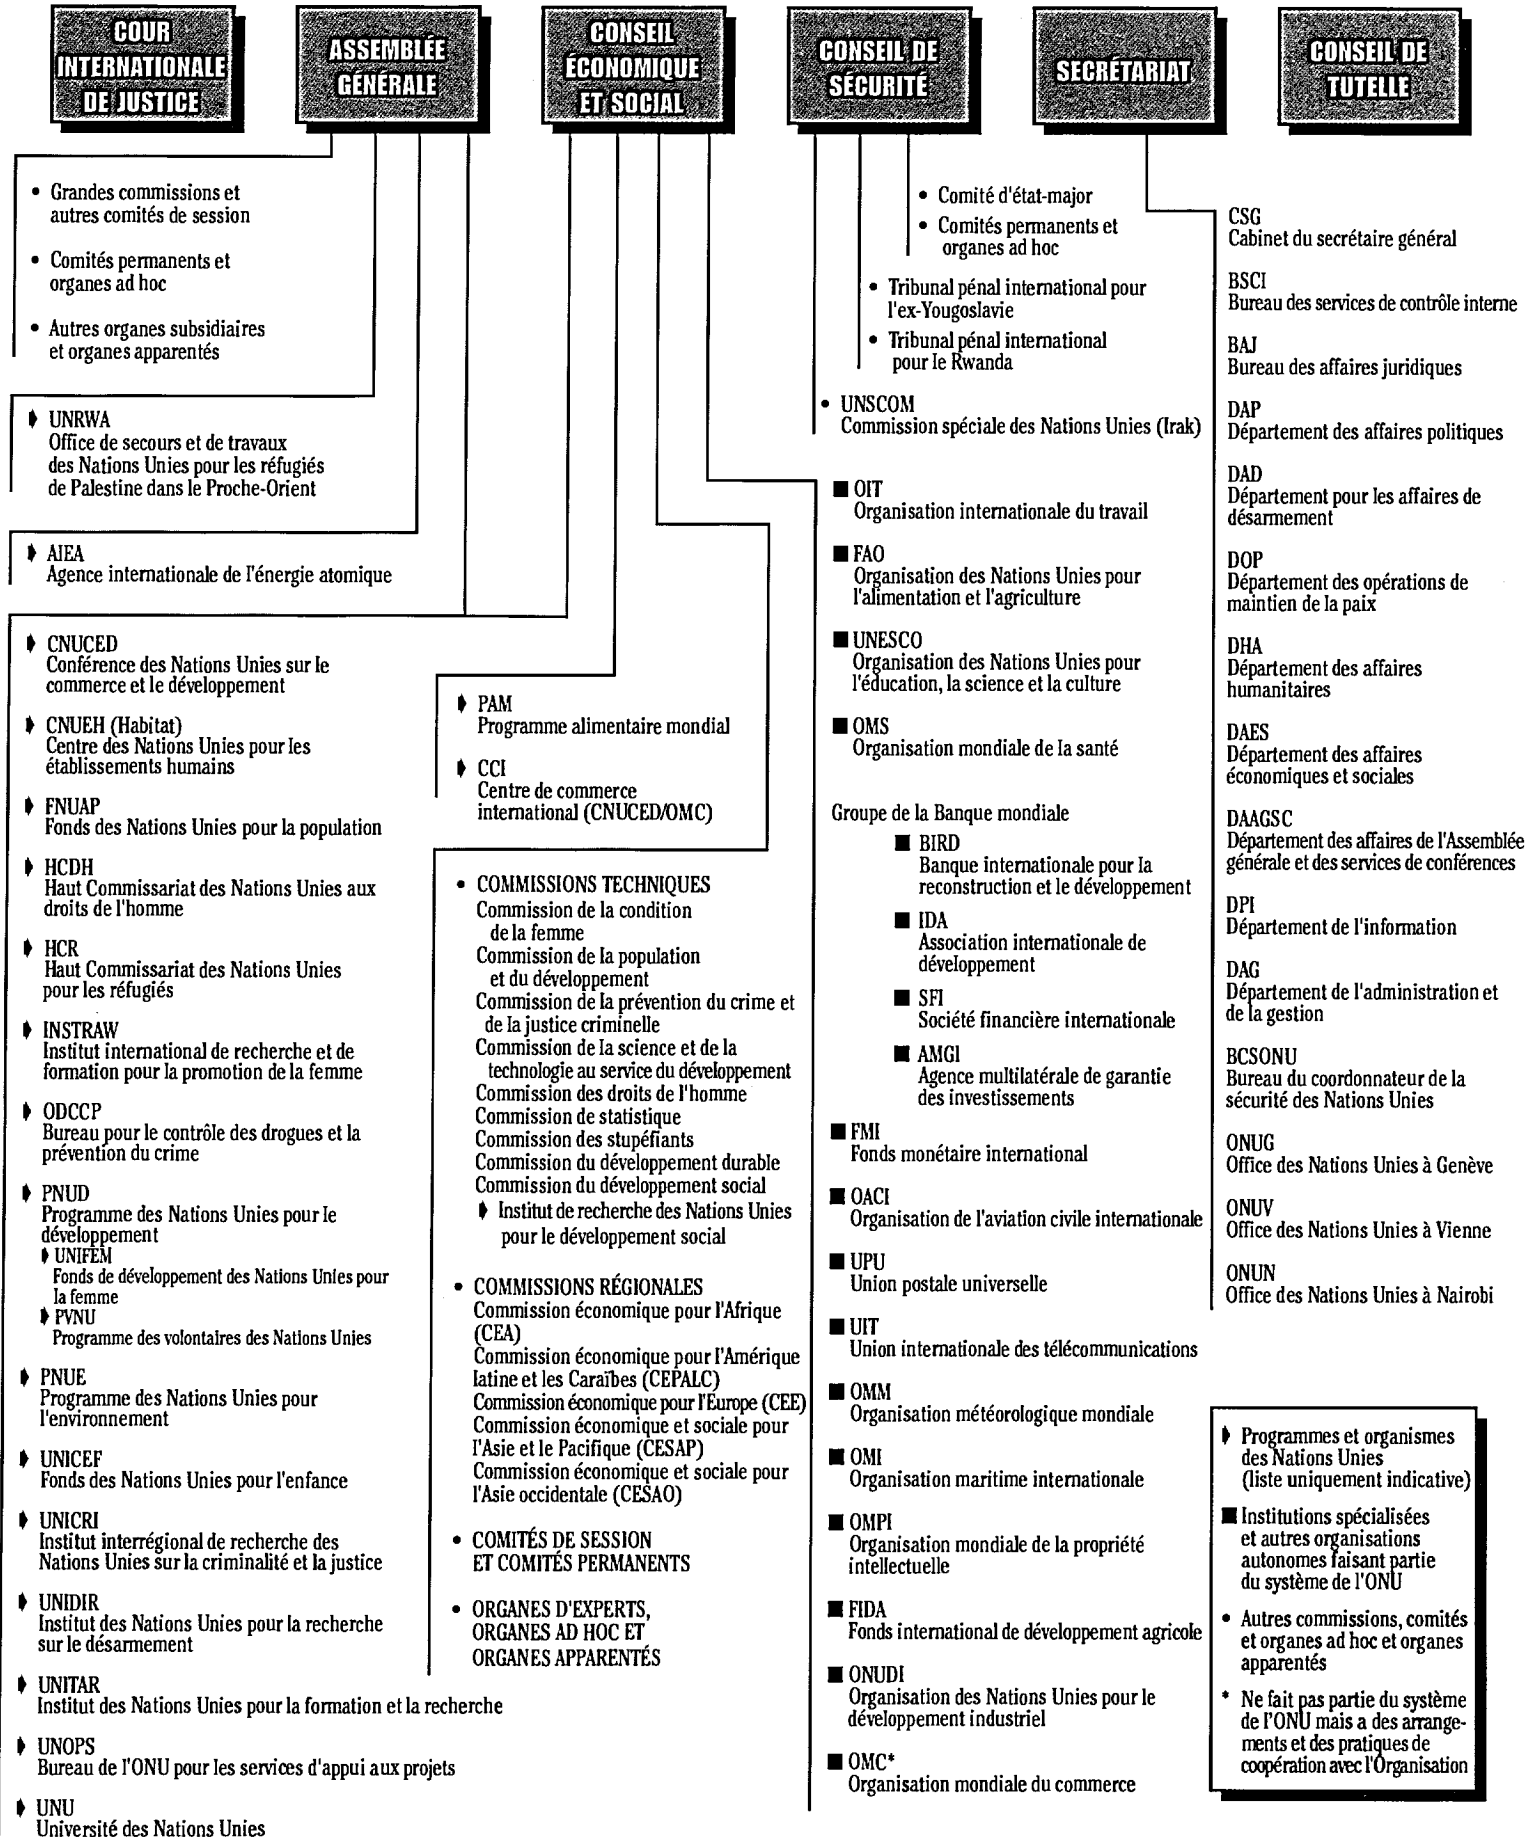 COUR
INTERNATIONALE
DE JUSTICE
ASSEMBLÉE
GÉNÉRALE
CONSEIL
ÉCONOMIQUE
ET SOCIAL
CONSEIL DE
SÉCURITÉ
SECRÉTARIAT
CONSEIL DE
TUTELLE
• Grandes commissions et
autres comités de session
• Comités permanents et
organes ad hoc
• Autres organes subsidiaires
et organes apparentés
UNRWA
Office de secours et de travaux
des Nations Unies pour les réfugiés
de Palestine dans le Proche-Orient
AIEA
Agence internationale de l'énergie atomique
CNUCED
Conférence des Nations Unies sur le
commerce et le développement
CNUEH (Habitat)
Centre des Nations Unies pour les
établissements humains
FNUAP
Fonds des Nations Unies pour la population
HCDH
Haut Commissariat des Nations Unies aux
droits de l'homme
HCR
Haut Commissariat des Nations Unies
pour les réfugiés
INSTRAW
Institut international de recherche et de
formation pour la promotion de la femme
ODCCP
Bureau pour le contrôle des drogues et la
prévention du crime
PNUD
Programme des Nations Unies pour le
développement
UNIFEM
Fonds de développement des Nations Unies pour
la femme
PVNU
Programme des volontaires des Nations Unies
PNUE
Programme des Nations Unies pour
l'environnement
UNICEF
Fonds des Nations Unies pour l'enfance
UNICRI
Institut interrégional de recherche des
Nations Unies sur la criminalité et la justice
UNIDIR
Institut des Nations Unies pour la recherche
sur le désarmement
UNITAR
Institut des Nations Unies pour la formation et la recherche
UNOPS
Bureau de l'ONU pour les services d'appui aux projets
UNU
Université des Nations Unies
PAM
Programme alimentaire mondial
CCI
Centre de commerce
international (CNUCED/OMC)
• COMMISSIONS TECHNIQUES
Commission de la condition
de la femme
Commission de la population
et du développement
Commission de la prévention du crime et
de la justice criminelle
Commission de la science et de la
technologie au service du développement
Commission des droits de l'homme
Commission de statistique
Commission des stupéfiants
Commission du développement durable
Commission du développement social
Institut de recherche des Nations Unies
pour le développement social
• COMMISSIONS RÉGIONALES
Commission économique pour l'Afrique
(CEA)
Commission économique pour l'Amérique
latine et les Caraïbes (CEPALC)
Commission économique pour l'Europe (CEE)
Commission économique et sociale pour
l'Asie et le Pacifique (CESAP)
Commission économique et sociale pour
l'Asie occidentale (CESAO)
• COMITÉS DE SESSION
ET COMITÉS PERMANENTS
• ORGANES D'EXPERTS,
ORGANES AD HOC ET
ORGANES APPARENTÉS
• Comité d'état-major
• Comités permanents et
organes ad hoc
• Tribunal pénal international pour
l'ex-Yougoslavie
• Tribunal pénal international
pour le Rwanda
• UNSCOM
Commission spéciale des Nations Unies (Irak)
■ OIT
Organisation internationale du travail
■ FAO
Organisation des Nations Unies pour
l'alimentation et l'agriculture
■ UNESCO
Organisation des Nations Unies pour
l'éducation, la science et la culture
■ OMS
Organisation mondiale de la santé
Groupe de la Banque mondiale
■ BIRD
Banque internationale pour la
reconstruction et le développement
■ IDA
Association internationale de
développement
■ SFI
Société financière internationale
■ AMGI
Agence multilatérale de garantie
des investissements
■ FMI
Fonds monétaire international
■ OACI
Organisation de l'aviation civile internationale
■ UPU
Union postale universelle
■ UIT
Union internationale des télécommunications
■ OMM
Organisation météorologique mondiale
■ OMI
Organisation maritime internationale
■ OMPI
Organisation mondiale de la propriété
intellectuelle
■ FIDA
Fonds international de développement agricole
■ ONUDI
Organisation des Nations Unies pour le
développement industriel
■ OMC*
Organisation mondiale du commerce
CSG
Cabinet du secrétaire général
BSCI
Bureau des services de contrôle interne
BAJ
Bureau des affaires juridiques
DAP
Département des affaires politiques
DAD
Département pour les affaires de
désarmement
DOP
Département des opérations de
maintien de la paix
DHA
Département des affaires
humanitaires
DAES
Département des affaires
économiques et sociales
DAAGSC
Département des affaires de l'Assemblée
générale et des services de conférences
DPI
Département de l'information
DAG
Département de l'administration et
de la gestion
BCSONU
Bureau du coordonnateur de la
sécurité des Nations Unies
ONUG
Office des Nations Unies à Genève
ONUV
Office des Nations Unies à Vienne
ONUN
Office des Nations Unies à Nairobi
Programmes et organismes
des Nations Unies
(liste uniquement indicative)
■ Institutions spécialisées
et autres organisations
autonomes faisant partie
du système de l'ONU
• Autres commissions, comités
et organes ad hoc et organes
apparentés
* Ne fait pas partie du système
de l'ONU mais a des arrange-
ments et des pratiques de
coopération avec l'Organisation